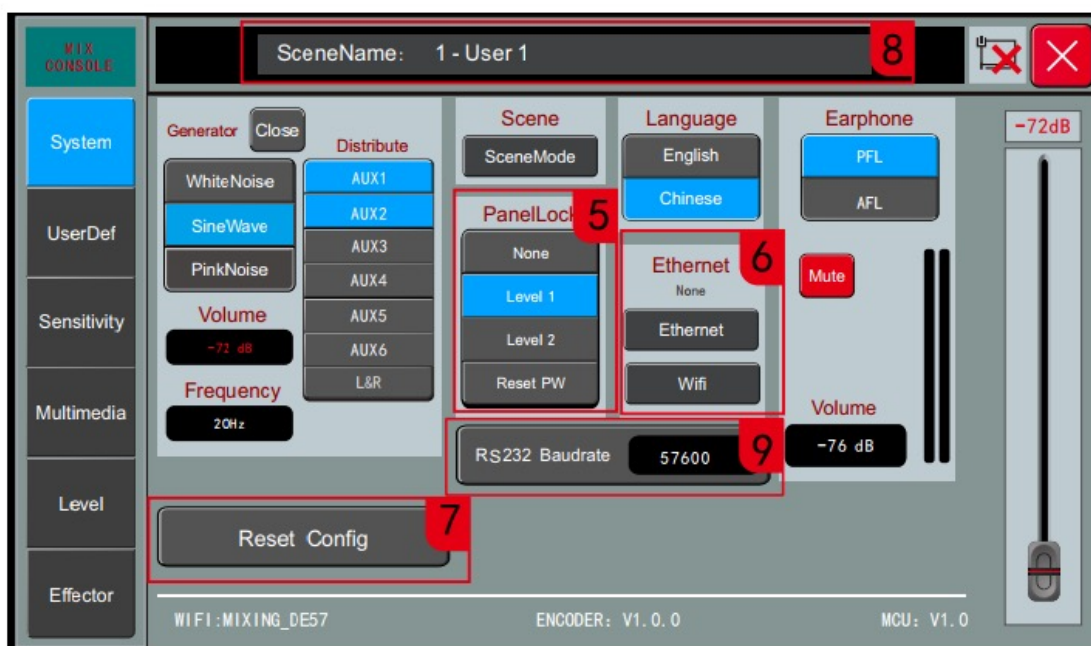 MIX
CONSOLE
SceneName: 1 - User 1
8
System
UserDef
Sensitivity
Multimedia
Level
Effector
Generator Close
WhiteNoise
SineWave
PinkNoise
Volume
-72 dB
Frequency
20Hz
Distribute
AUX1
AUX2
AUX3
AUX4
AUX5
AUX6
L&R
Scene
SceneMode
PanelLock
5
None
Level 1
Level 2
Reset PW
Language
English
Chinese
Ethernet
6
None
Ethernet
Wifi
Earphone
PFL
AFL
Mute
Volume
-76 dB
RS232 Baudrate 57600
9
Reset Config
7
-72dB
WIFI:MIXING_DE57 ENCODER: V1.0.0 MCU: V1.0